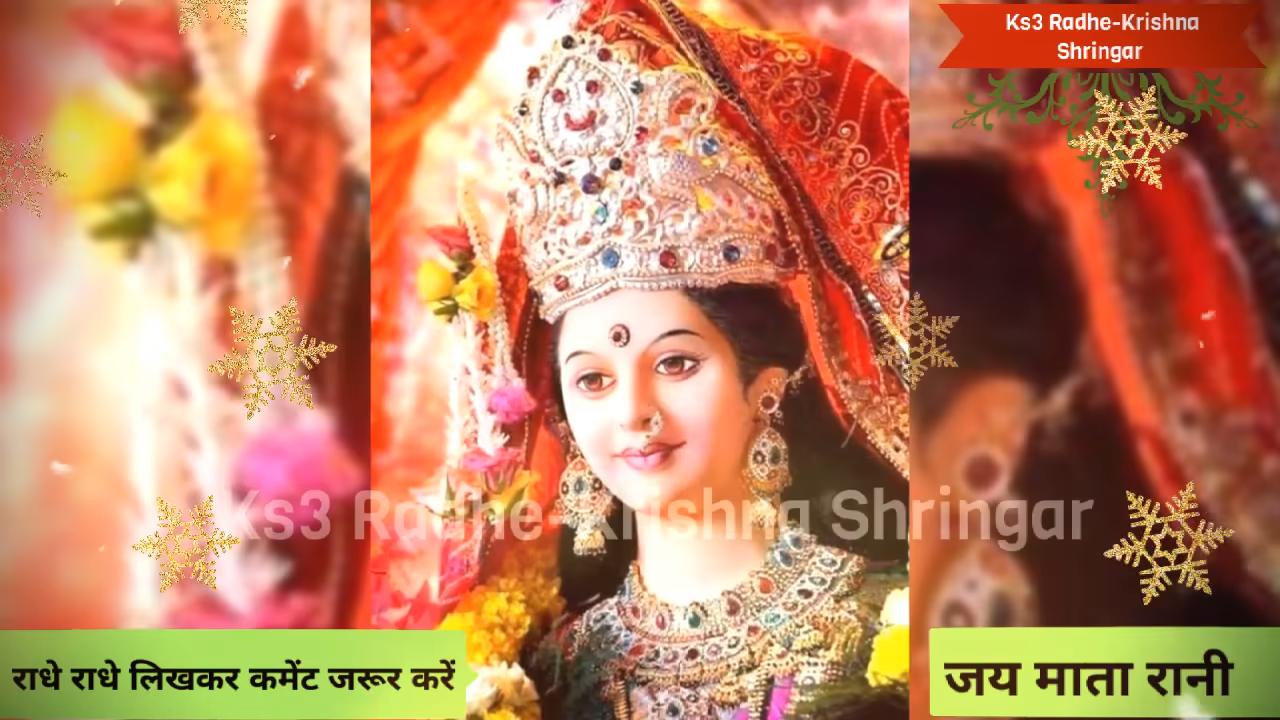 Ks3 Radhe-Krishna
Shringar
Ks3 Radhe-Krishna Shringar
राधे राधे लिखकर कमेंट जरूर करें
जय माता रानी